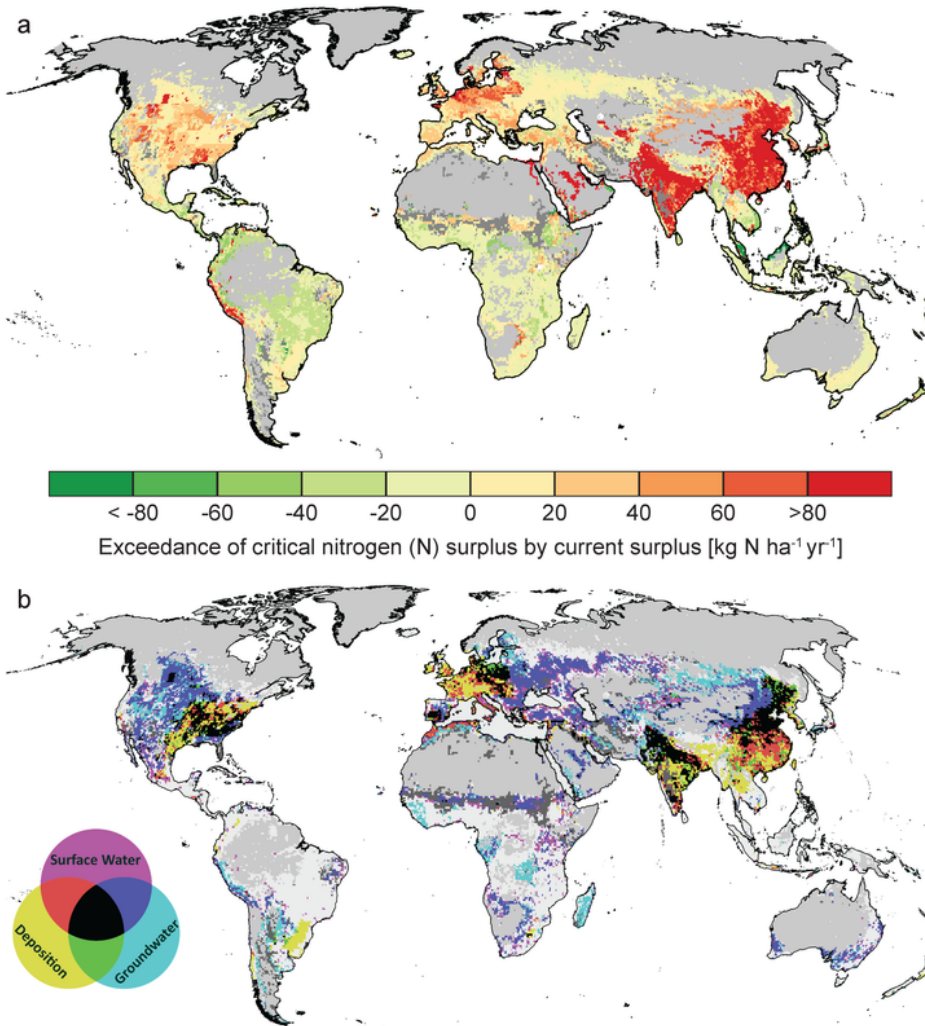 a
< -80 -60 -40 -20 0 20 40 60 >80
Exceedance of critical nitrogen (N) surplus by current surplus [kg N ha⁻¹ yr⁻¹]
b
Surface Water
Deposition
Groundwater